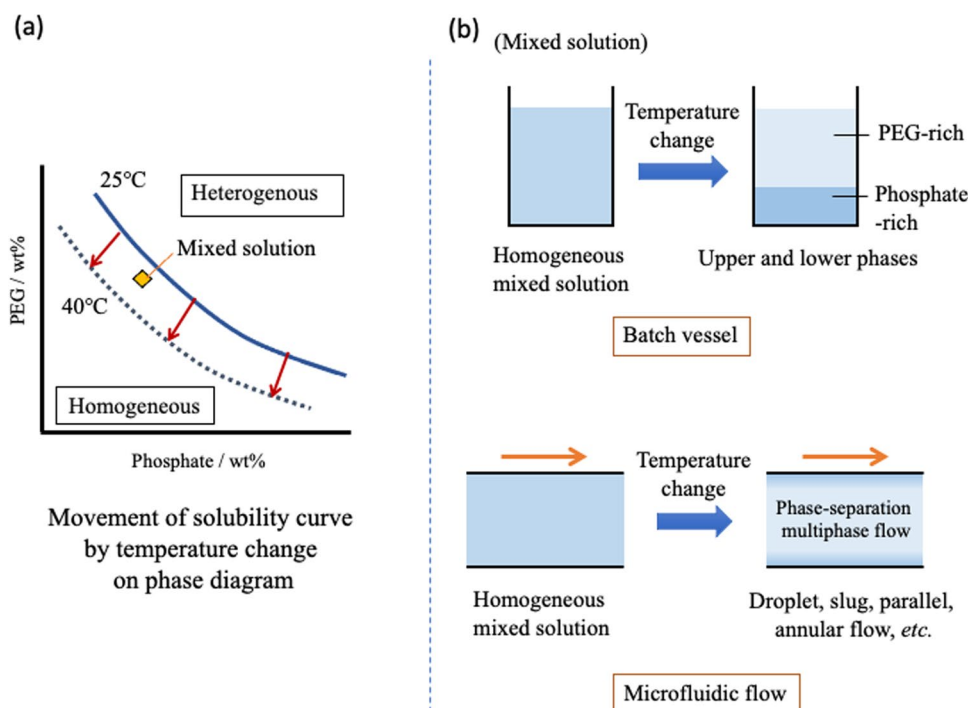 (a)
25°C
Heterogenous
Mixed solution
40°C
PEG / wt%
Homogeneous
Phosphate / wt%
Movement of solubility curve
by temperature change
on phase diagram
(b)
(Mixed solution)
Temperature
change
PEG-rich
Phosphate
-rich
Homogeneous
mixed solution
Upper and lower phases
Batch vessel
Temperature
change
Phase-separation
multiphase flow
Homogeneous
mixed solution
Droplet, slug, parallel,
annular flow, etc.
Microfluidic flow